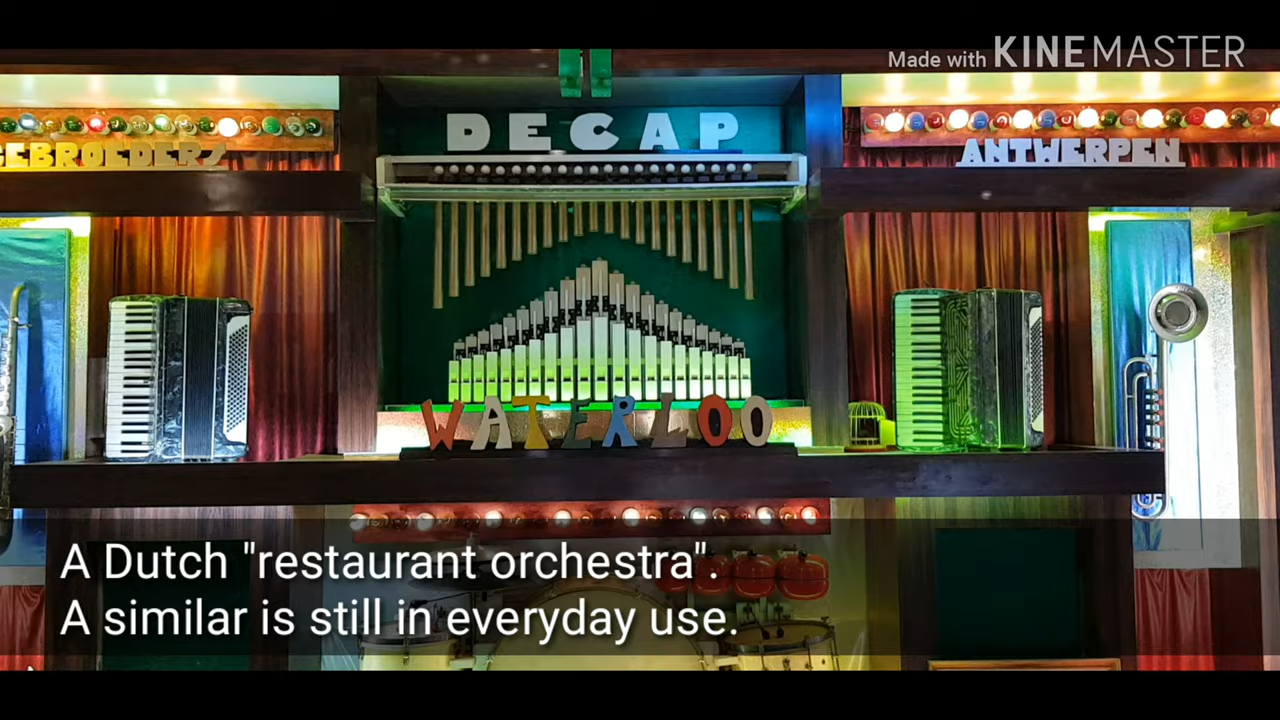 Made with KINEMASTER
DECAP
GEBROEDERS
ANTWERPEN
WATERLOO
A Dutch "restaurant orchestra".
A similar is still in everyday use.